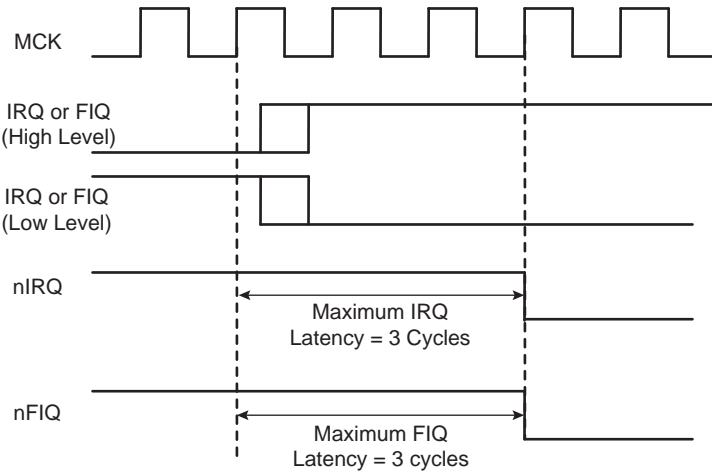 MCK
IRQ or FIQ
(High Level)
IRQ or FIQ
(Low Level)
nIRQ
Maximum IRQ
Latency = 3 Cycles
nFIQ
Maximum FIQ
Latency = 3 cycles